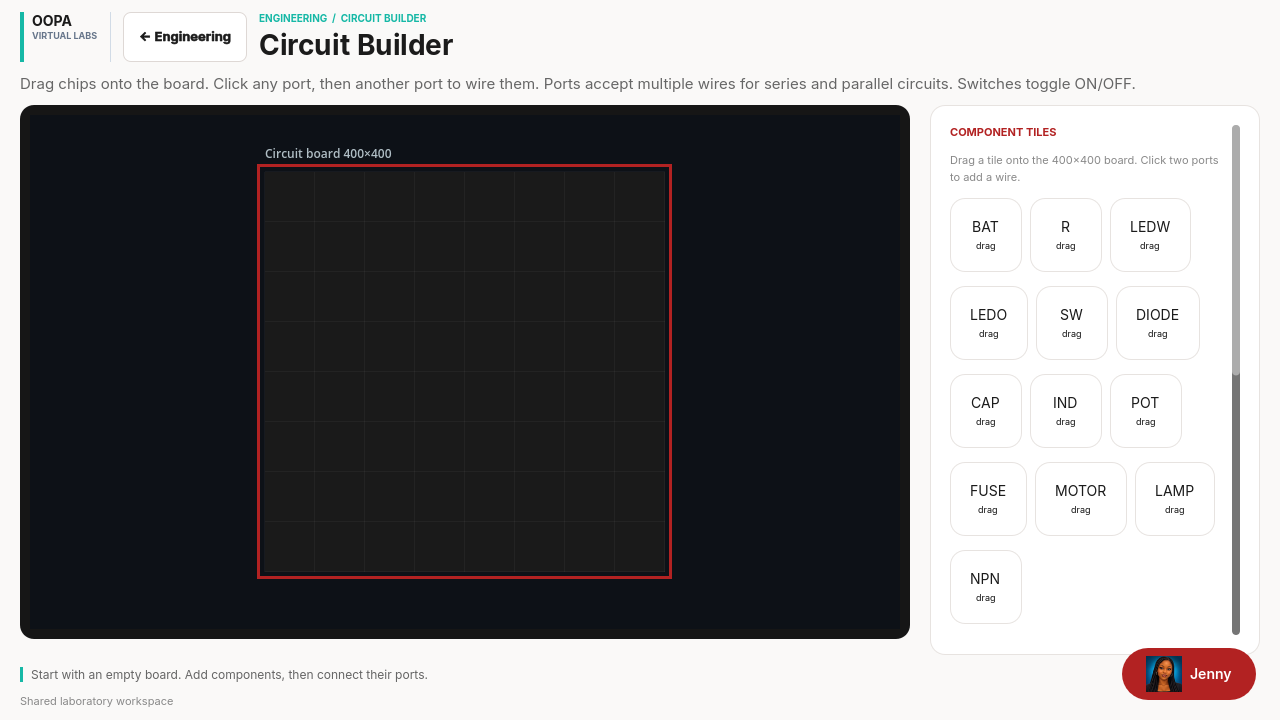 OOPA
VIRTUAL LABS
← Engineering
ENGINEERING / CIRCUIT BUILDER
Circuit Builder
Drag chips onto the board. Click any port, then another port to wire them. Ports accept multiple wires for series and parallel circuits. Switches toggle ON/OFF.
Circuit board 400×400
COMPONENT TILES
Drag a tile onto the 400×400 board. Click two ports
to add a wire.
BAT
drag
R
drag
LEDW
drag
LEDO
drag
SW
drag
DIODE
drag
CAP
drag
IND
drag
POT
drag
FUSE
drag
MOTOR
drag
LAMP
drag
NPN
drag
Start with an empty board. Add components, then connect their ports.
Shared laboratory workspace
Jenny